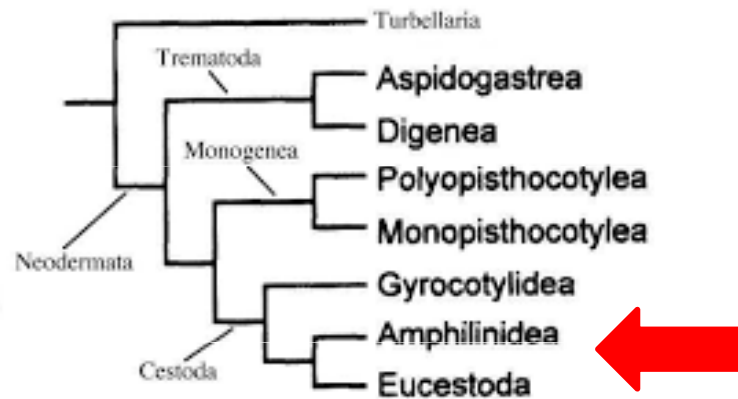 Turbellaria
Trematoda
Aspidogastrea
Digenea
Monogenea
Polyopisthocotylea
Monopisthocotylea
Neodermata
Gyrocotylidea
Amphilinidea
Cestoda
Eucestoda